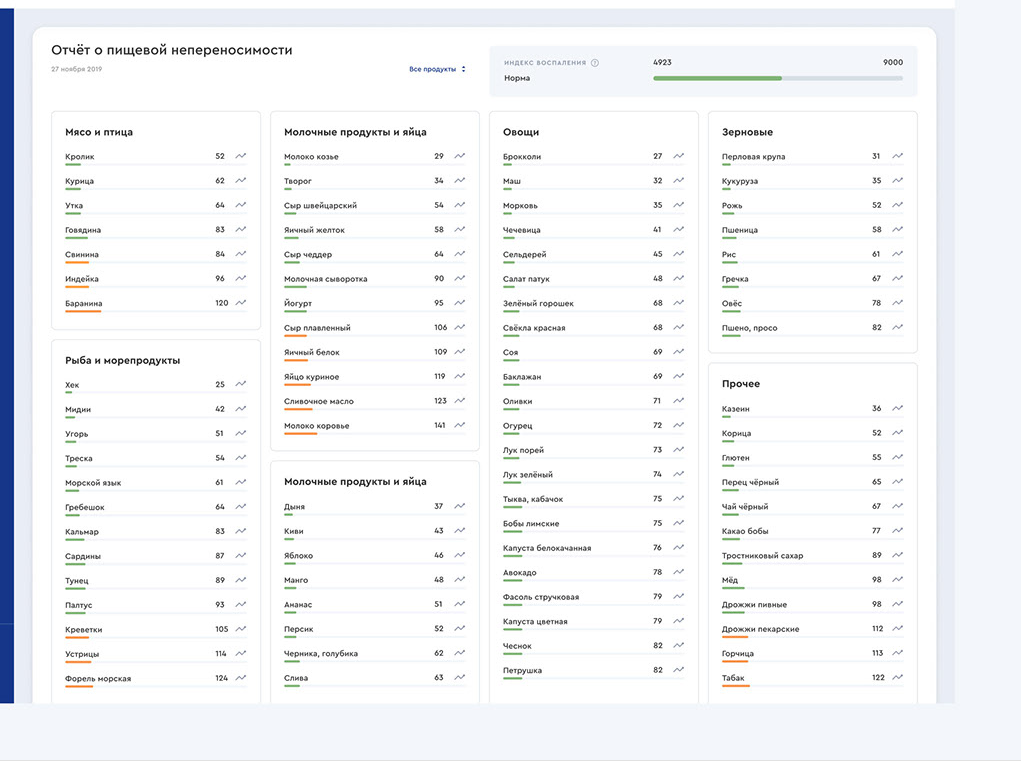 Отчёт о пищевой непереносимости
27 ноября 2019
Все продукты
ИНДЕКС ВОСПАЛЕНИЯ ?
4923
9000
Норма
Мясо и птица
Кролик 52
Курица 62
Утка 64
Говядина 83
Свинина 84
Индейка 96
Баранина 120
Рыба и морепродукты
Хек 25
Мидии 42
Угорь 51
Треска 54
Морской язык 61
Гребешок 64
Кальмар 83
Сардины 87
Тунец 89
Палтус 93
Креветки 105
Устрицы 114
Форель морская 124
Молочные продукты и яйца
Молоко козье 29
Творог 34
Сыр швейцарский 54
Яичный желток 58
Сыр чеддер 64
Молочная сыворотка 90
Йогурт 95
Сыр плавленный 106
Яичный белок 109
Яйцо куриное 119
Сливочное масло 123
Молоко коровье 141
Молочные продукты и яйца
Дыня 37
Киви 43
Яблоко 46
Манго 48
Ананас 51
Персик 52
Черника, голубика 62
Слива 63
Овощи
Брокколи 27
Маш 32
Морковь 35
Чечевица 41
Сельдерей 45
Салат патук 48
Зелёный горошек 68
Свёкла красная 68
Соя 69
Баклажан 69
Оливки 71
Огурец 72
Лук порей 73
Лук зелёный 74
Тыква, кабачок 75
Бобы лимские 75
Капуста белокачанная 76
Авокадо 78
Фасоль стручковая 79
Капуста цветная 79
Чеснок 82
Петрушка 82
Зерновые
Перловая крупа 31
Кукуруза 35
Рожь 52
Пшеница 58
Рис 61
Гречка 67
Овёс 78
Пшено, просо 82
Прочее
Казеин 36
Корица 52
Глютен 55
Перец чёрный 65
Чай чёрный 67
Какао бобы 77
Тростниковый сахар 89
Мёд 98
Дрожжи пивные 98
Дрожжи пекарские 112
Горчица 113
Табак 122